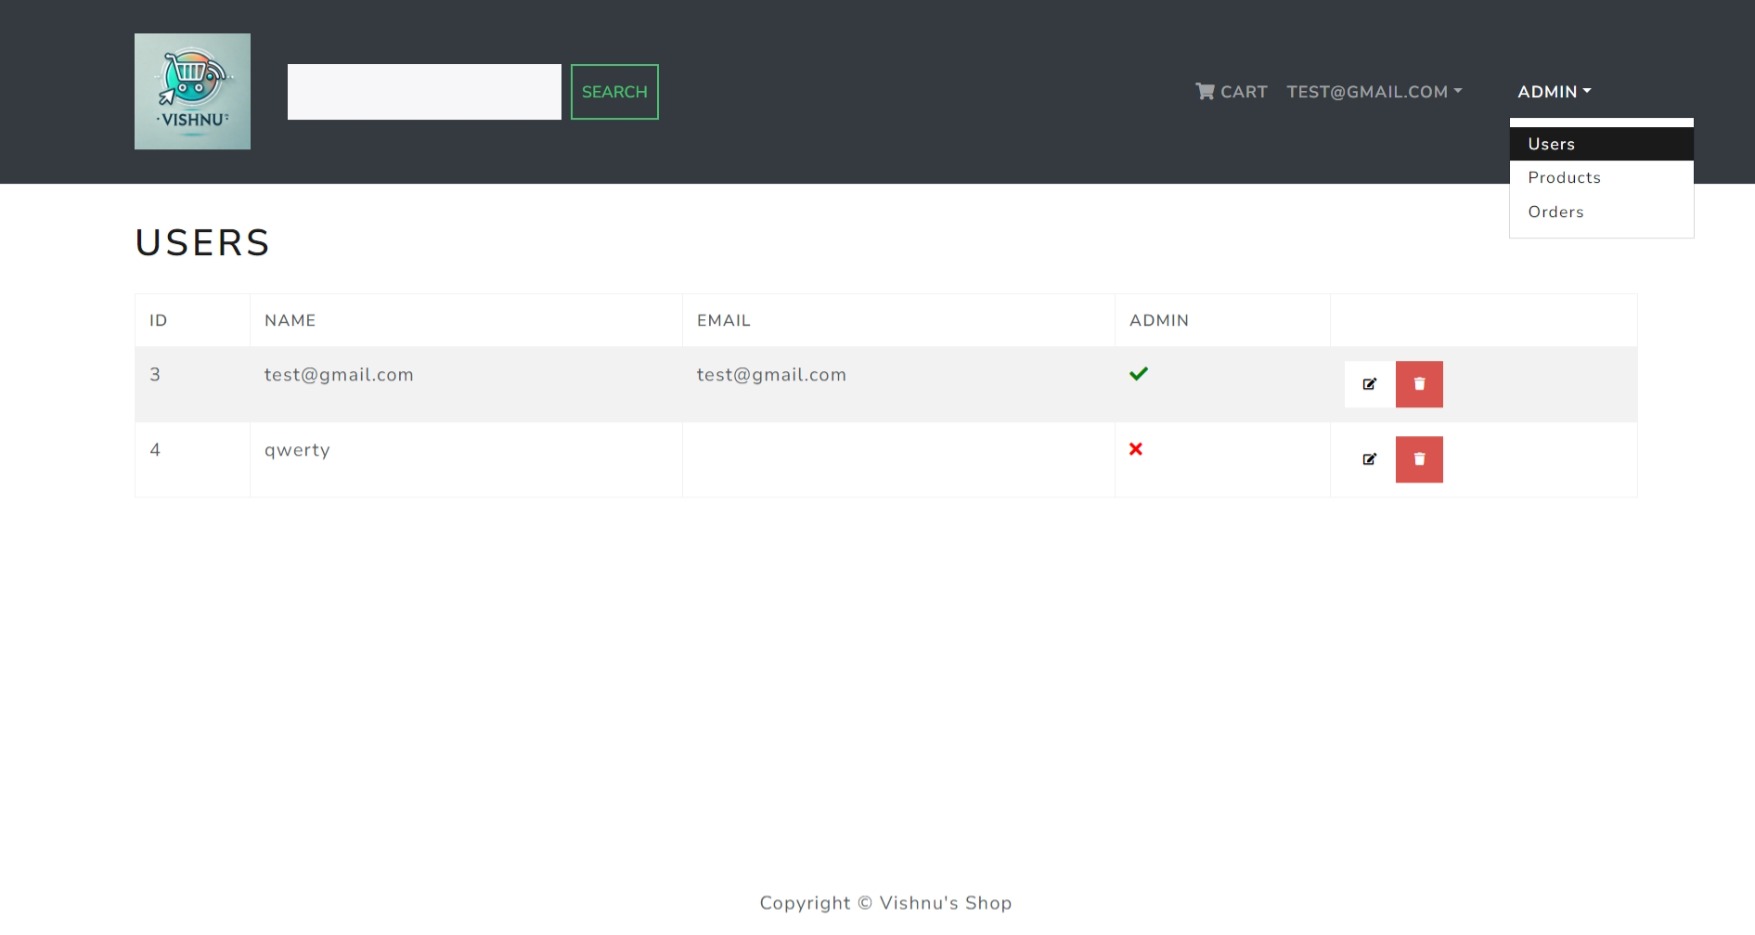 VISHNU
SEARCH
CART
TEST@GMAIL.COM
ADMIN
Users
Products
Orders
USERS
ID NAME EMAIL ADMIN
3 test@gmail.com test@gmail.com
4 qwerty
Copyright © Vishnu's Shop